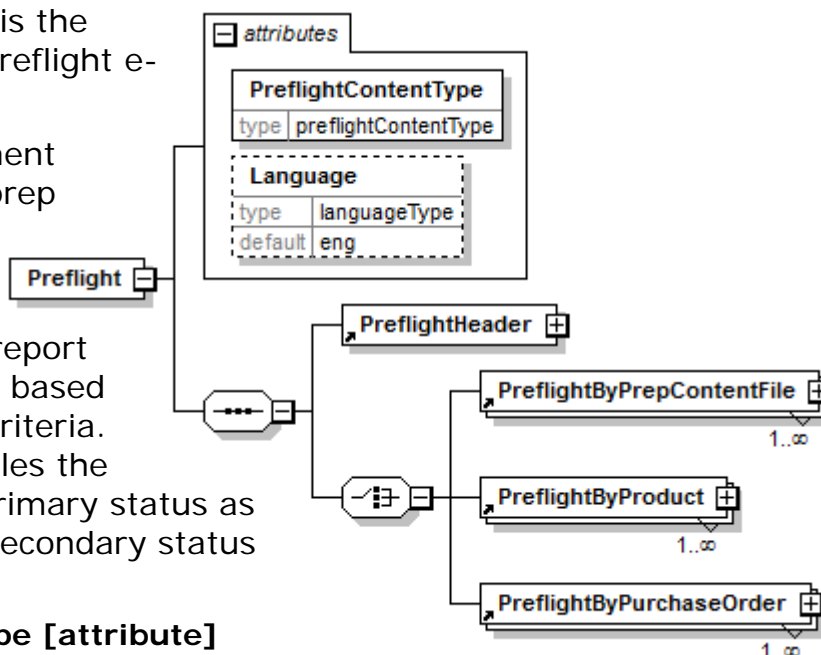 is the
reflight e-
ment
prep
report
based
riteria.
les the
rimary status as
econdary status
pe [attribute]
attributes
PreflightContentType
type preflightContentType
Language
type languageType
default eng
Preflight
PreflightHeader
PreflightByPrepContentFile
1..∞
PreflightByProduct
1..∞
PreflightByPurchaseOrder
1..∞